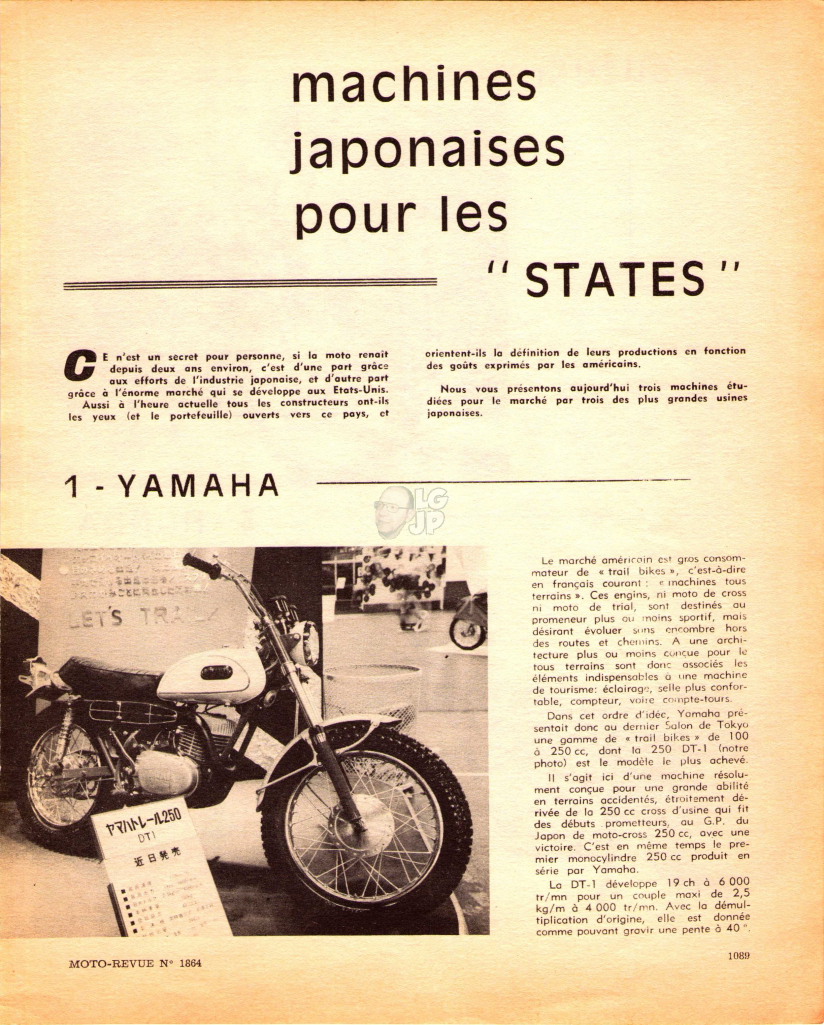 machines
japonaises
pour les
" STATES "
CE n'est un secret pour personne, si la moto renait
depuis deux ans environ, c'est d'une part grâce
aux efforts de l'industrie japonaise, et d'autre part
grâce à l'énorme marché qui se développe aux Etats-Unis.
Aussi à l'heure actuelle tous les constructeurs ont-ils
les yeux (et le portefeuille) ouverts vers ce pays, et
orientent-ils la définition de leurs productions en fonction
des goûts exprimés par les américains.
Nous vous présentons aujourd'hui trois machines étu-
diées pour le marché par trois des plus grandes usines
japonaises.
1 - YAMAHA
LG
JP
LET'S TRAIL
ヤマハトレール250
DT1
近日発売
Le marché américain est gros consom-
mateur de « trail bikes », c'est-à-dire
en français courant : « machines tous
terrains ». Ces engins, ni moto de cross
ni moto de trial, sont destinés au
promeneur plus ou moins sportif, mais
désirant évoluer sans encombre hors
des routes et chemins. A une archi-
tecture plus ou moins conçue pour le
tous terrains sont donc associés les
éléments indispensables à une machine
de tourisme: éclairage, selle plus confor-
table, compteur, voire compte-tours.
Dans cet ordre d'idée, Yamaha pré-
sentait donc au dernier Salon de Tokyo
une gamme de « trail bikes » de 100
à 250 cc, dont la 250 DT-1 (notre
photo) est le modèle le plus achevé.
Il s'agit ici d'une machine résolu-
ment conçue pour une grande abilité
en terrains accidentés, étroitement dé-
rivée de la 250 cc cross d'usine qui fit
des débuts prometteurs, au G.P. du
Japon de moto-cross 250 cc, avec une
victoire. C'est en même temps le pre-
mier monocylindre 250 cc produit en
série par Yamaha.
La DT-1 développe 19 ch à 6 000
tr/mn pour un couple maxi de 2,5
kg/m à 4 000 tr/mn. Avec la démul-
tiplication d'origine, elle est donnée
comme pouvant gravir une pente à 40 °.
MOTO-REVUE N° 1864
1089